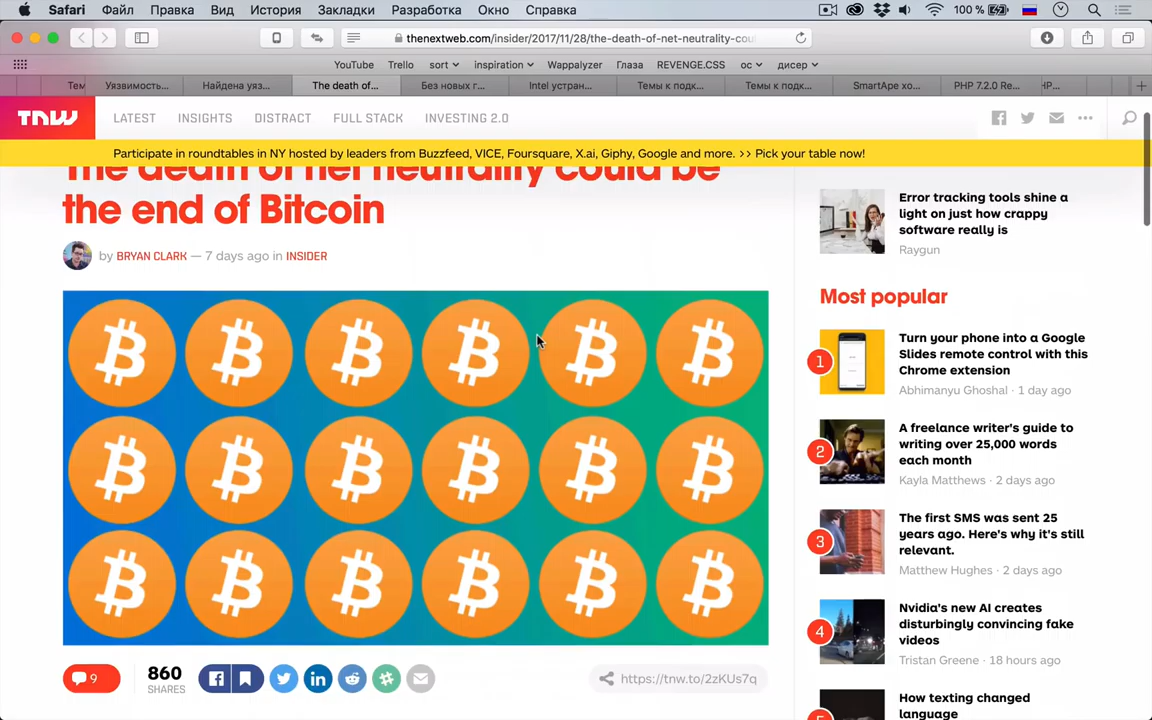 Safari Файл Правка Вид История Закладки Разработка Окно Справка 100 %
thenextweb.com/insider/2017/11/28/the-death-of-net-neutrality-cou
YouTube Trello sort inspiration Wappalyzer Глаза REVENGE.CSS ос дисер
Тем Уязвимость... Найдена уяз... The death of... Без новых г... Intel устран... Темы к подк... Темы к подк... SmartApe хо... PHP 7.2.0 Re...
TNW LATEST INSIGHTS DISTRACT FULL STACK INVESTING 2.0
Participate in roundtables in NY hosted by leaders from Buzzfeed, VICE, Foursquare, X.ai, Giphy, Google and more. >> Pick your table now!
The death of net neutrality could be
the end of Bitcoin
by BRYAN CLARK — 7 days ago in INSIDER
9
860
SHARES
https://tnw.to/2zKUs7q
Error tracking tools shine a
light on just how crappy
software really is
Raygun
Most popular
1
Turn your phone into a Google
Slides remote control with this
Chrome extension
Abhimanyu Ghoshal · 1 day ago
2
A freelance writer's guide to
writing over 25,000 words
each month
Kayla Matthews · 2 days ago
3
The first SMS was sent 25
years ago. Here's why it's still
relevant.
Matthew Hughes · 2 days ago
4
Nvidia's new AI creates
disturbingly convincing fake
videos
Tristan Greene · 18 hours ago
5
How texting changed
language